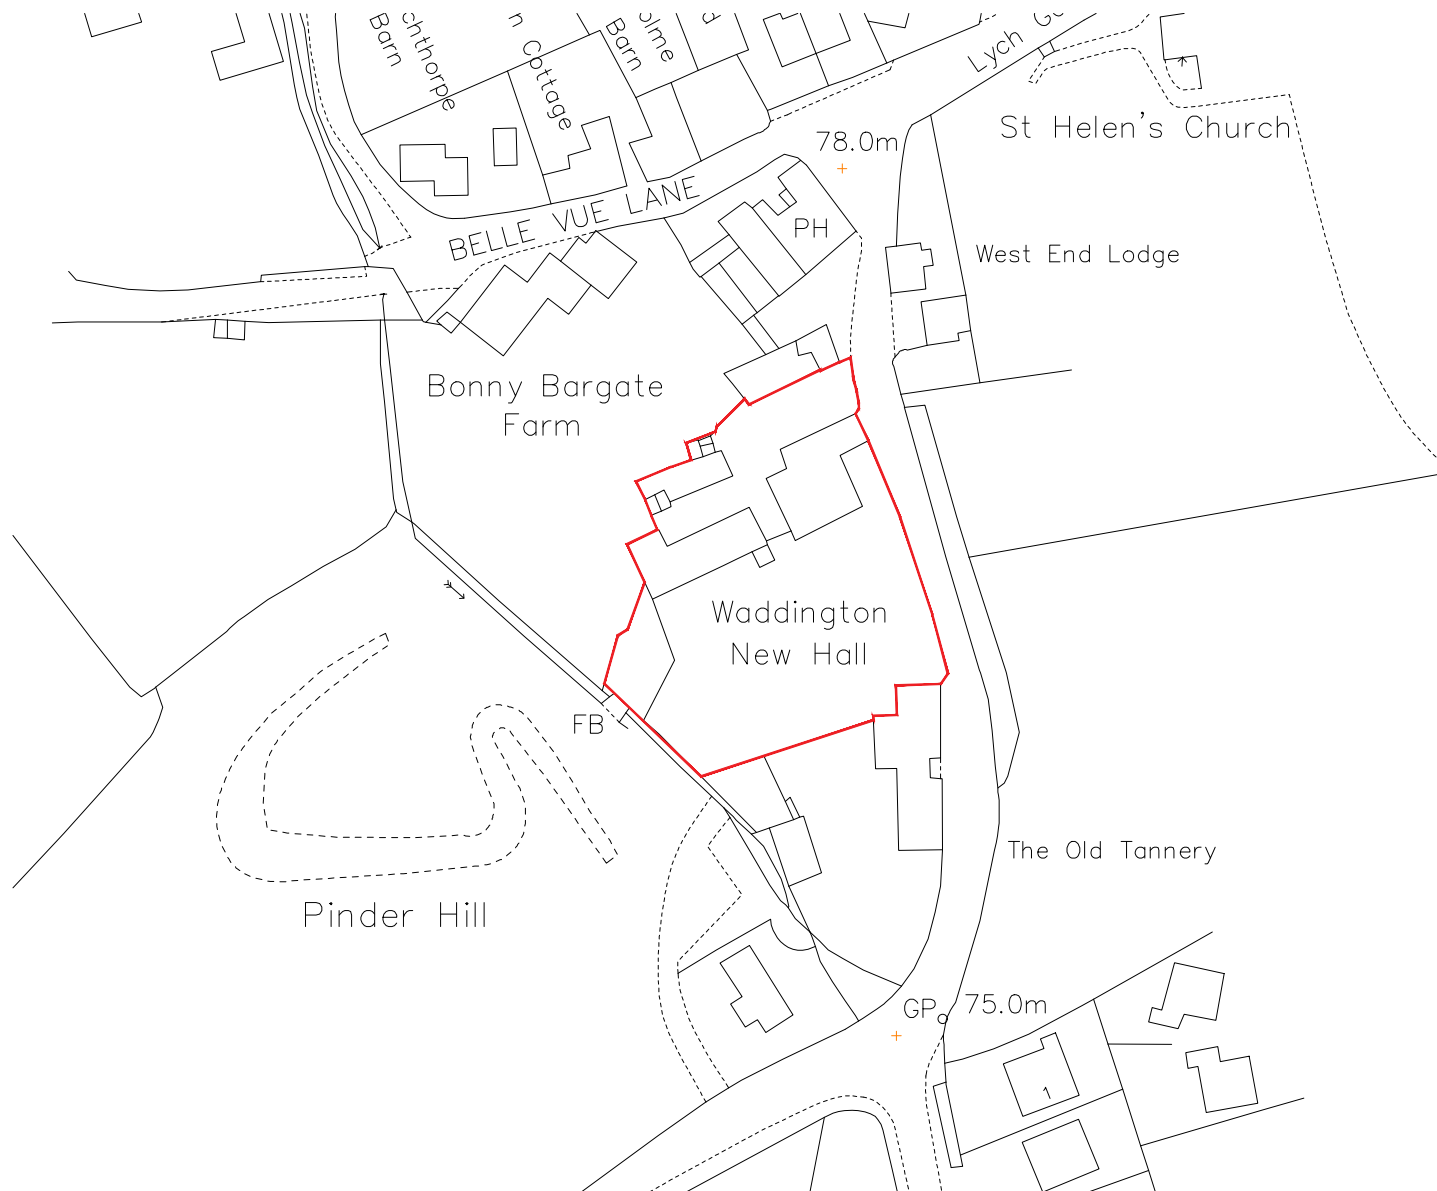 Barn
Cottage
Barn
Lych
St Helen's Church
78.0m
BELLE VUE LANE
PH
West End Lodge
Bonny Bargate
Farm
Waddington
New Hall
FB
The Old Tannery
Pinder Hill
GP
75.0m
1